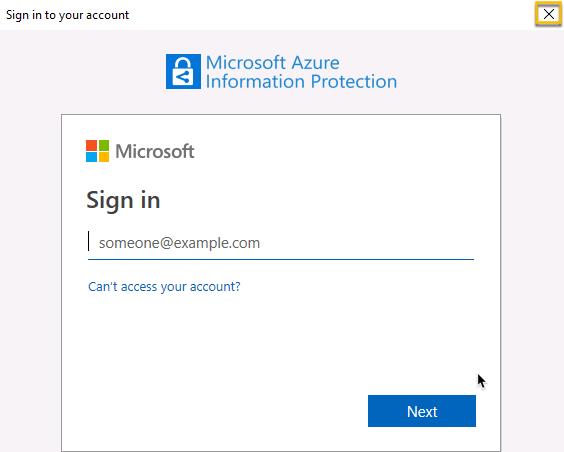 Sign in to your account
Microsoft Azure
Information Protection
Microsoft
Sign in
someone@example.com
Can't access your account?
Next